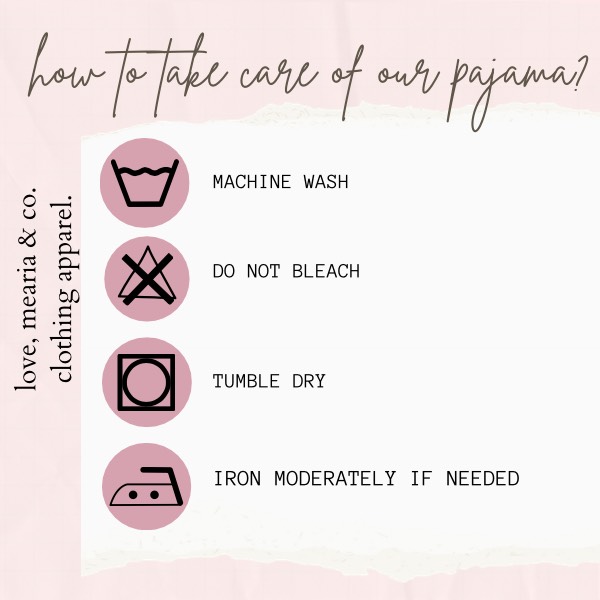 how to take care of our pajama?
love, mearia & co.
clothing apparel.
MACHINE WASH
DO NOT BLEACH
TUMBLE DRY
IRON MODERATELY IF NEEDED